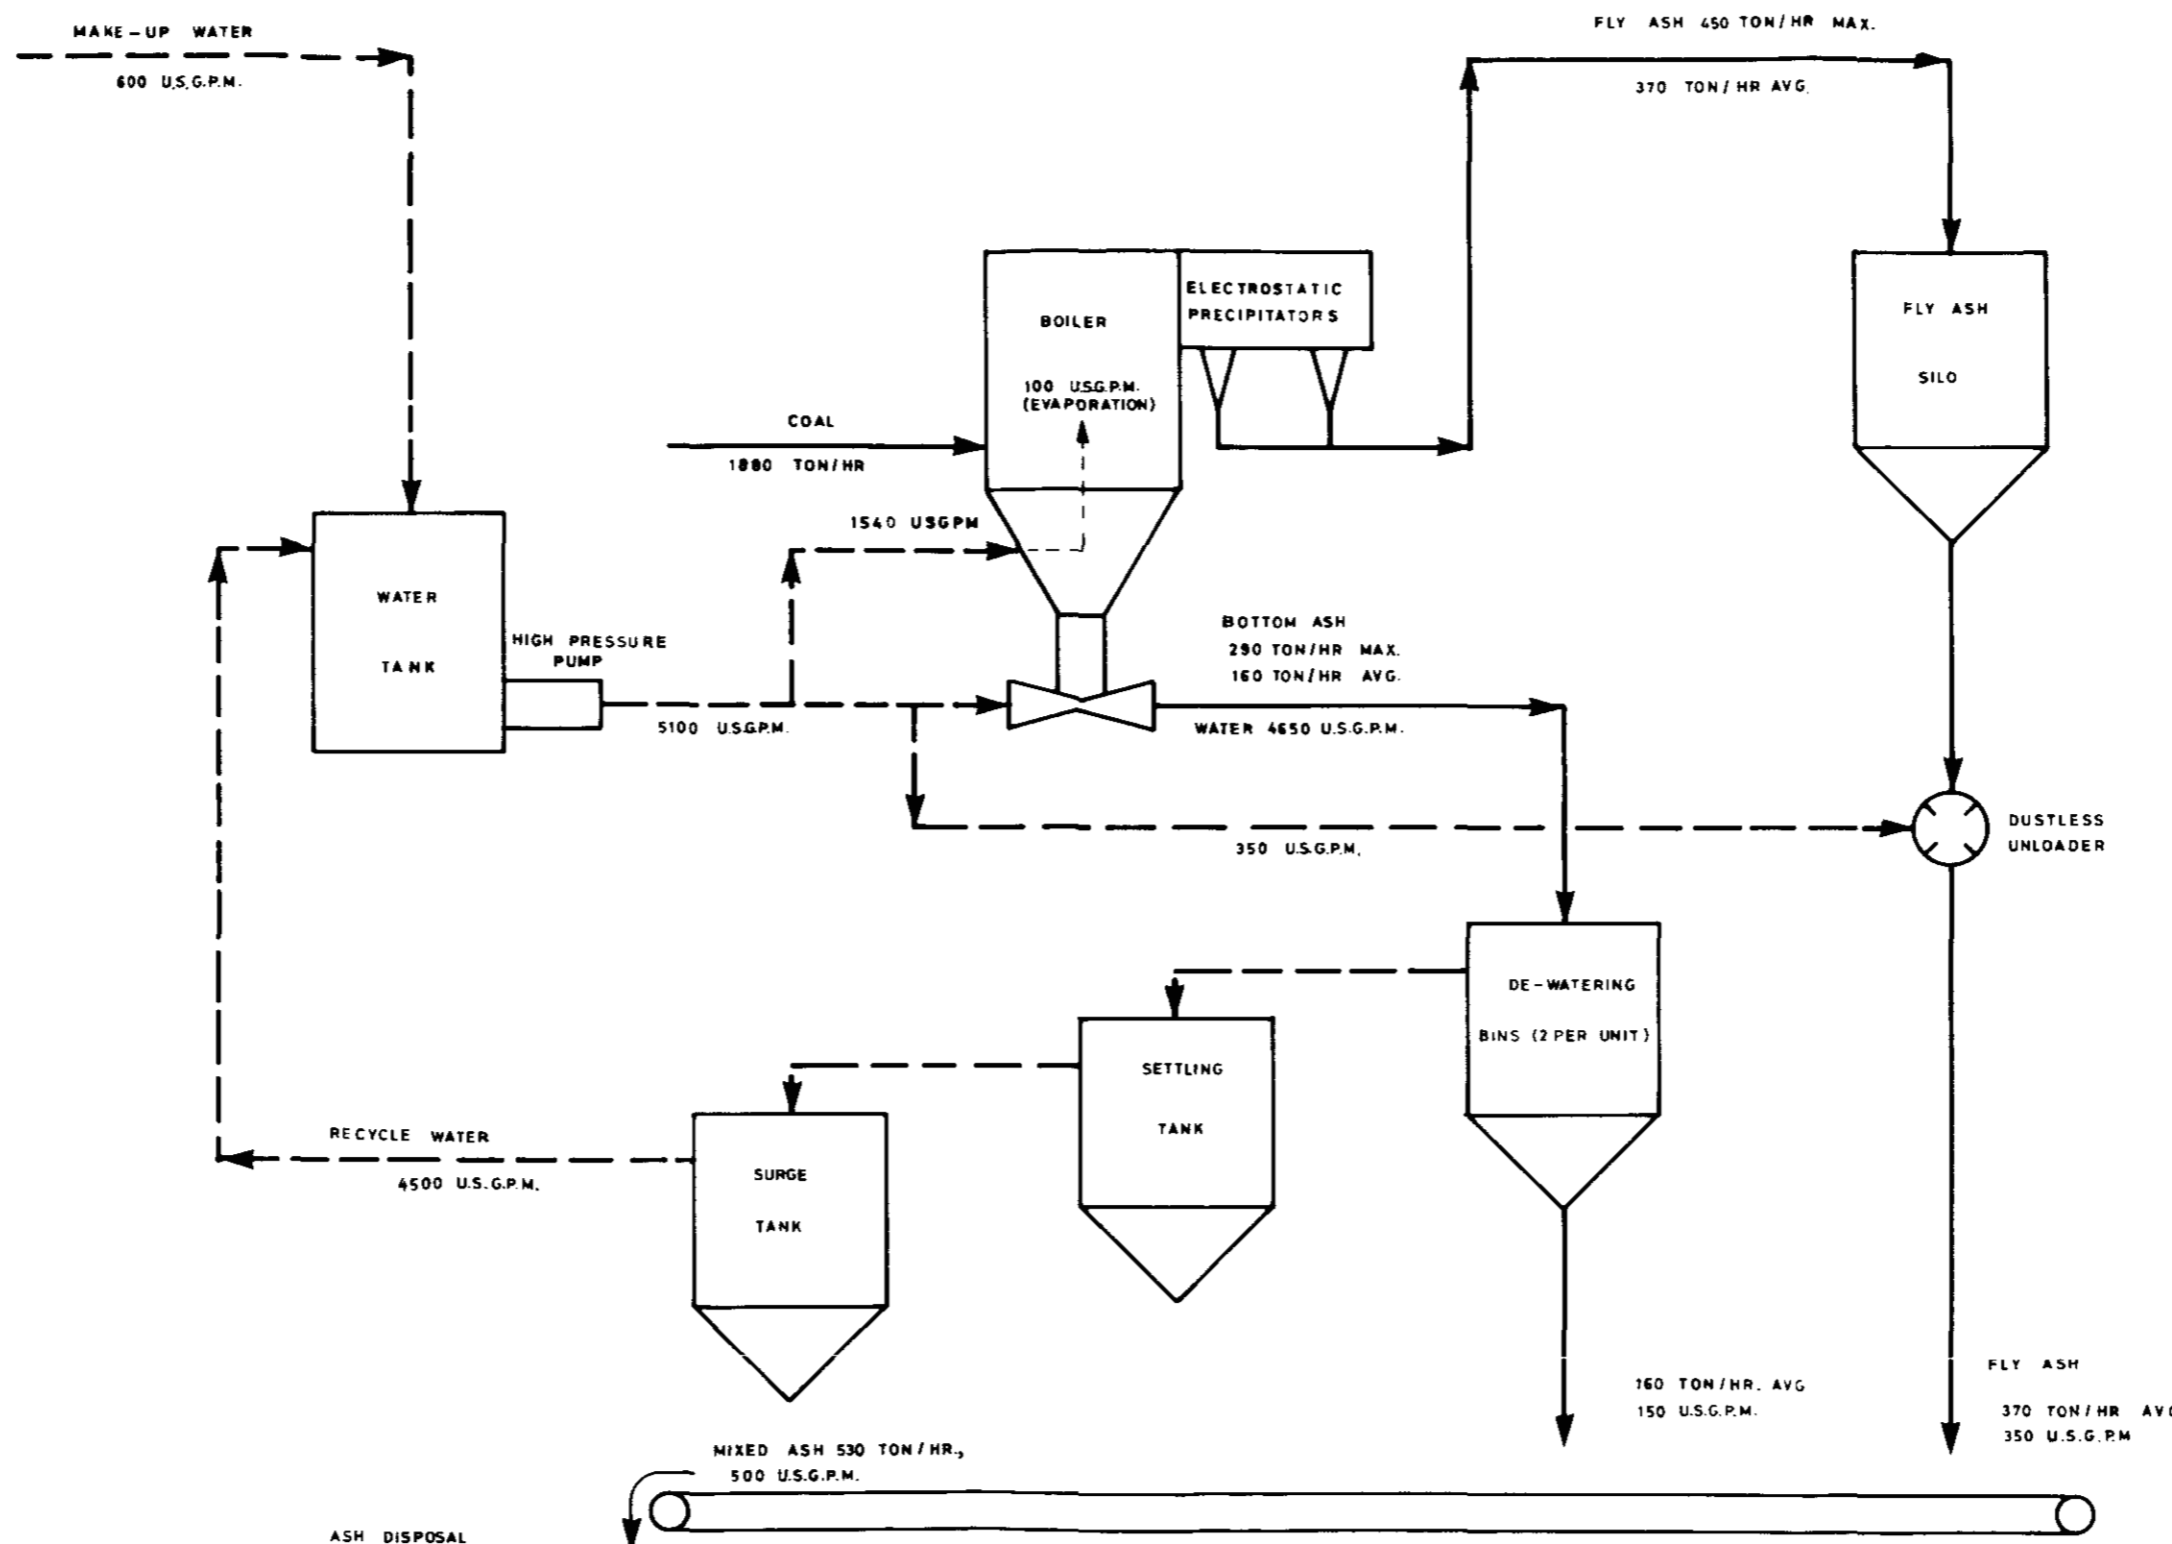 MAKE-UP WATER
600 U.S.G.P.M.
FLY ASH 450 TON/HR MAX.
370 TON/HR AVG.
ELECTROSTATIC
PRECIPITATORS
BOILER
100 U.S.G.P.M.
(EVAPORATION)
FLY ASH
SILO
COAL
1880 TON/HR
1540 USGPM
WATER
TANK
HIGH PRESSURE
PUMP
5100 U.S.G.P.M.
BOTTOM ASH
290 TON/HR MAX.
160 TON/HR AVG.
WATER 4650 U.S.G.P.M.
350 U.S.G.P.M.
DUSTLESS
UNLOADER
DE-WATERING
BINS (2 PER UNIT)
SETTLING
TANK
RECYCLE WATER
4500 U.S.G.P.M.
SURGE
TANK
160 TON/HR. AVG
150 U.S.G.P.M.
FLY ASH
370 TON/HR AVG
350 U.S.G.P.M
MIXED ASH 530 TON/HR.,
500 U.S.G.P.M.
ASH DISPOSAL